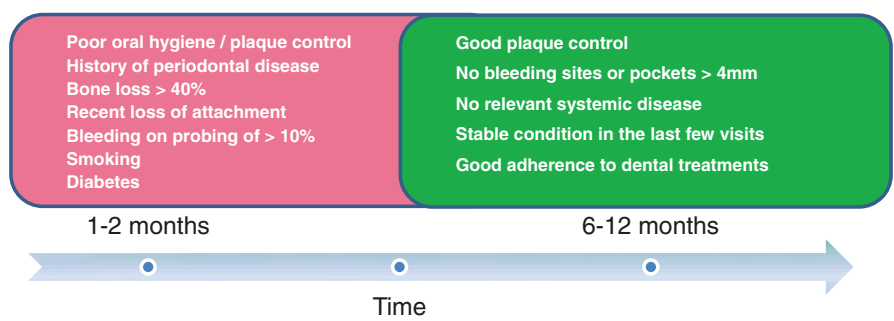 Poor oral hygiene / plaque control
History of periodontal disease
Bone loss > 40%
Recent loss of attachment
Bleeding on probing of > 10%
Smoking
Diabetes
Good plaque control
No bleeding sites or pockets > 4mm
No relevant systemic disease
Stable condition in the last few visits
Good adherence to dental treatments
1-2 months
6-12 months
Time